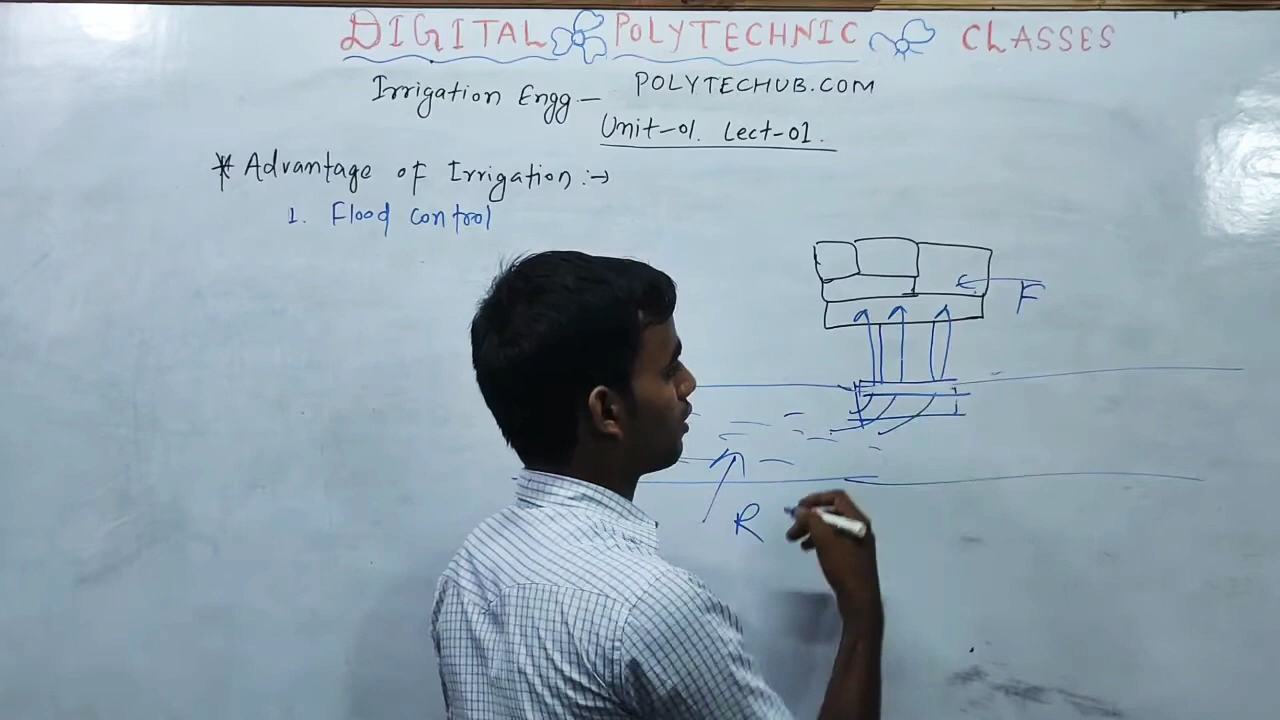 DIGITAL POLYTECHNIC CLASSES
Irrigation Engg.— POLYTECHUB.COM
Unit-01. Lect-01.
* Advantage of Irrigation:→
1. Flood control
F
R